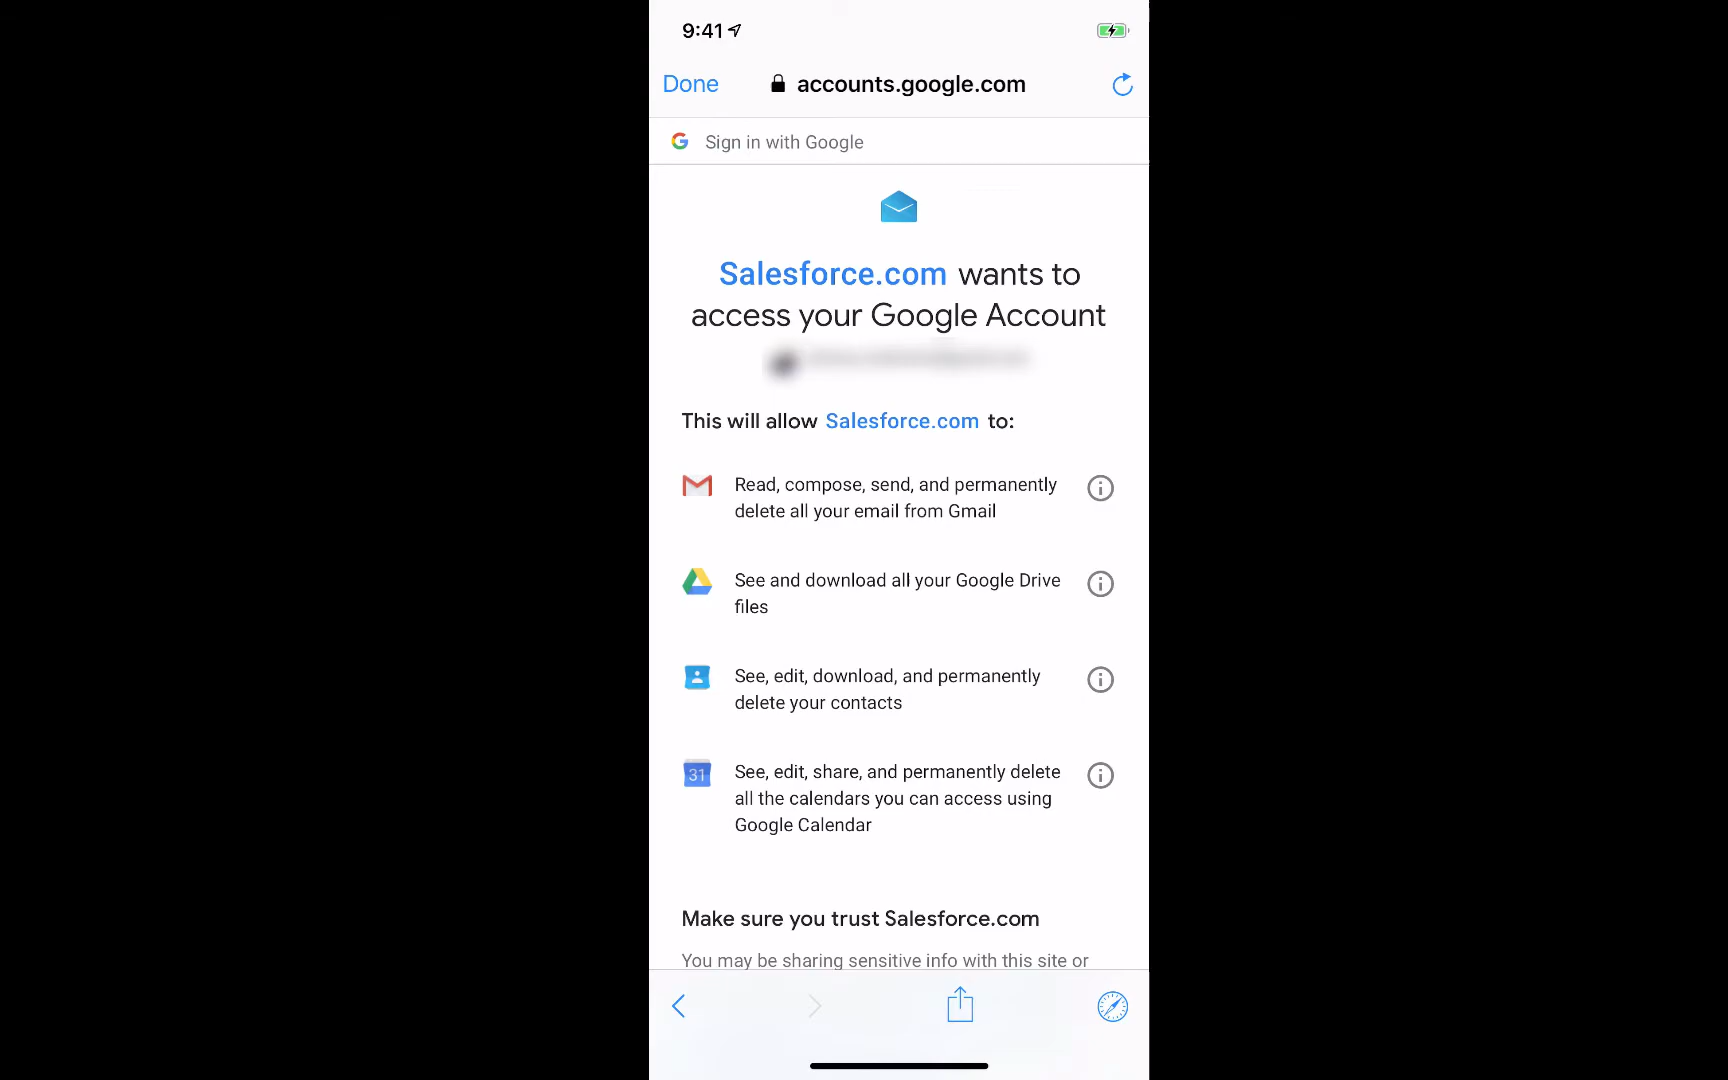 9:41
Done
accounts.google.com
Sign in with Google
Salesforce.com wants to
access your Google Account
This will allow Salesforce.com to:
Read, compose, send, and permanently
delete all your email from Gmail
See and download all your Google Drive
files
See, edit, download, and permanently
delete your contacts
31
See, edit, share, and permanently delete
all the calendars you can access using
Google Calendar
Make sure you trust Salesforce.com
You may be sharing sensitive info with this site or